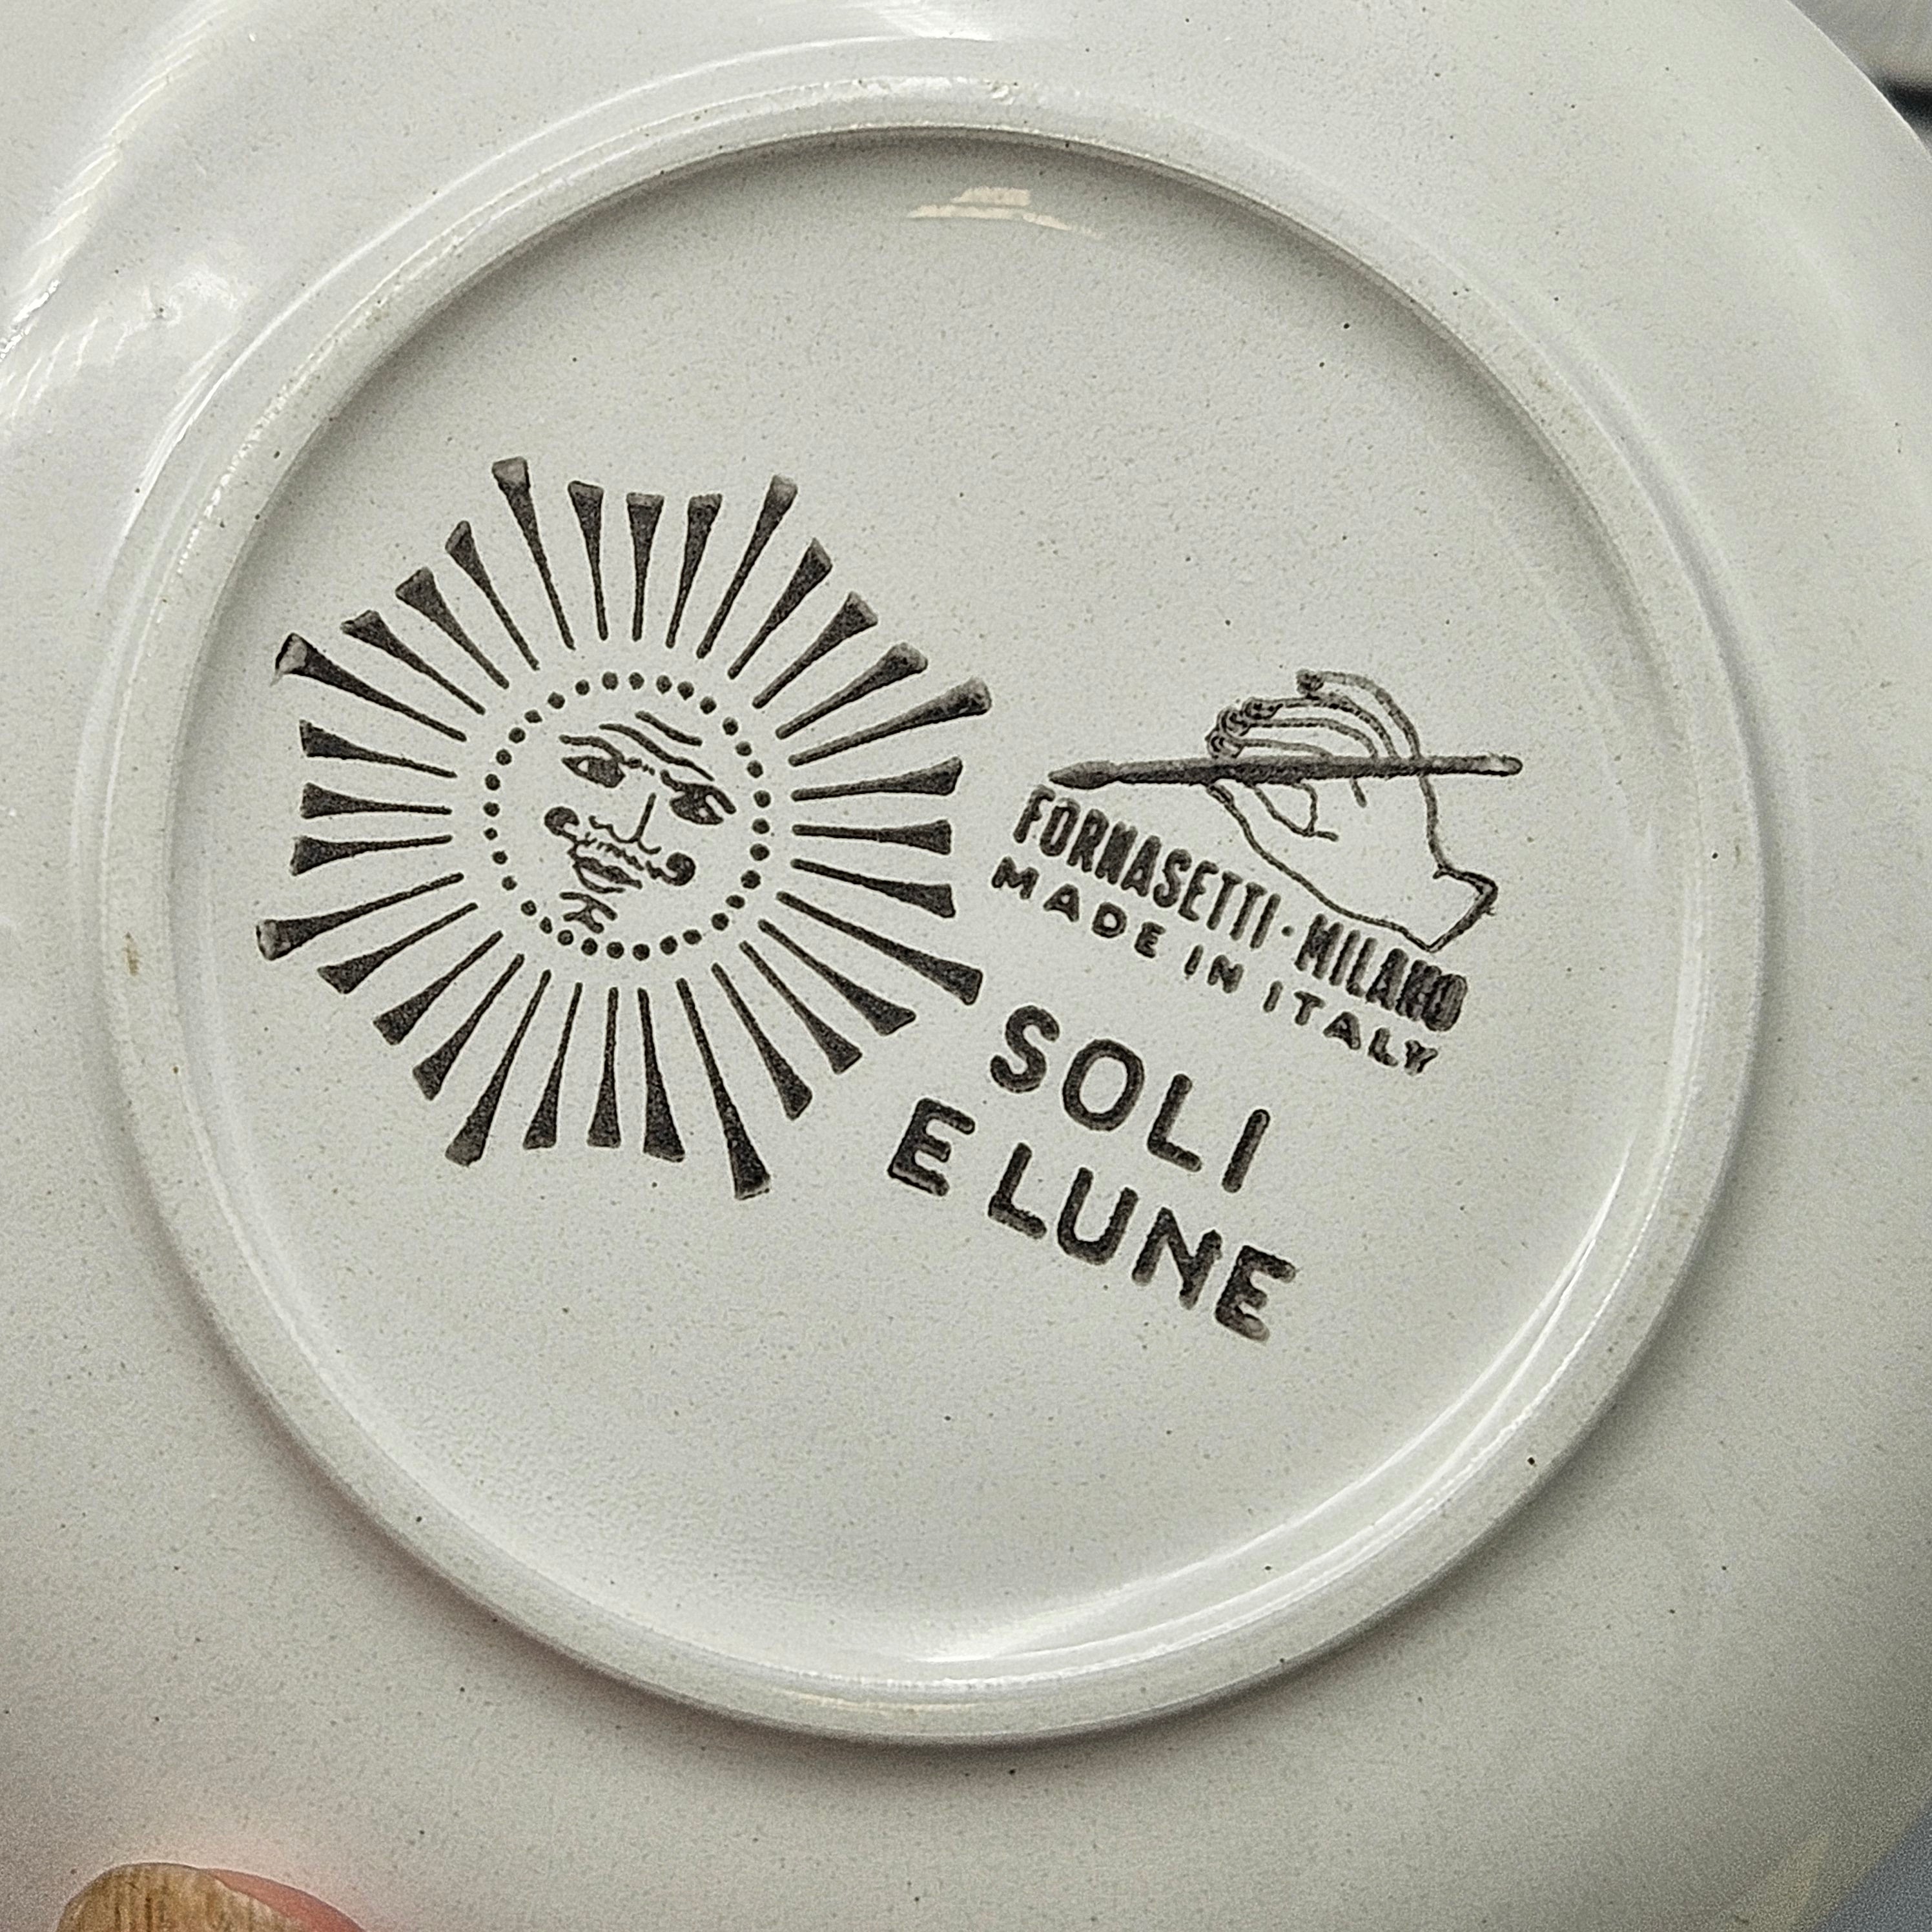 FORNASETTI · MILANO
MADE IN ITALY
SOLI
E LUNE